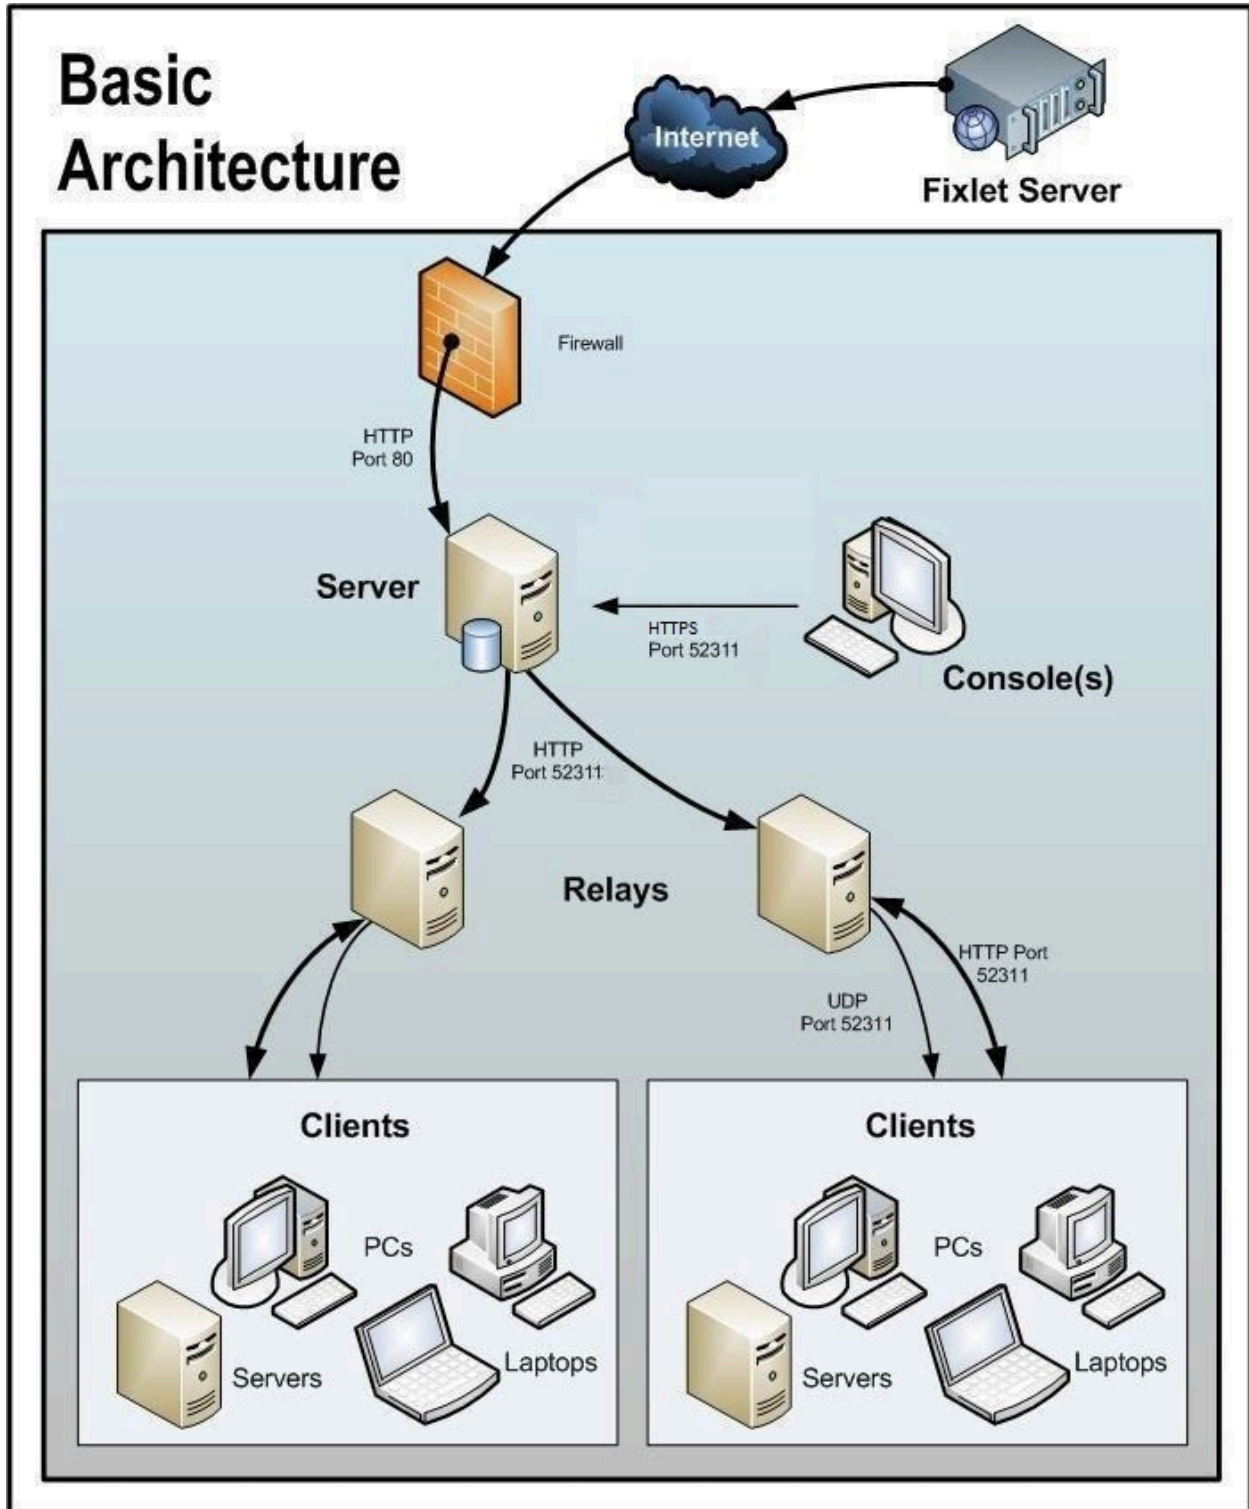 Basic
Architecture
Internet
Fixlet Server
Firewall
HTTP
Port 80
Server
HTTPS
Port 52311
Console(s)
HTTP
Port 52311
Relays
HTTP Port
52311
UDP
Port 52311
Clients
PCs
Servers
Laptops
Clients
PCs
Servers
Laptops